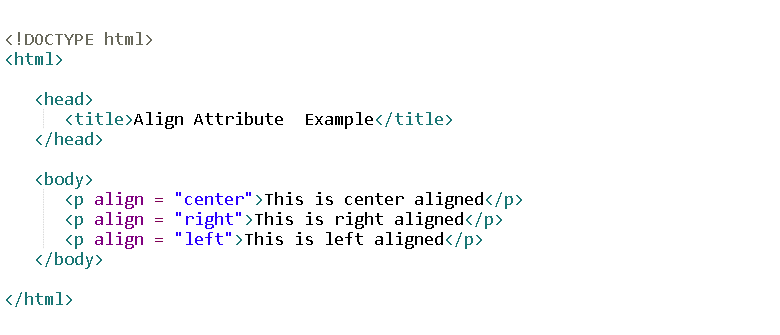 <!DOCTYPE html>
<html>
<head>
<title>Align Attribute  Example</title>
</head>
<body>
<p align = "center">This is center aligned</p>
<p align = "right">This is right aligned</p>
<p align = "left">This is left aligned</p>
</body>
</html>